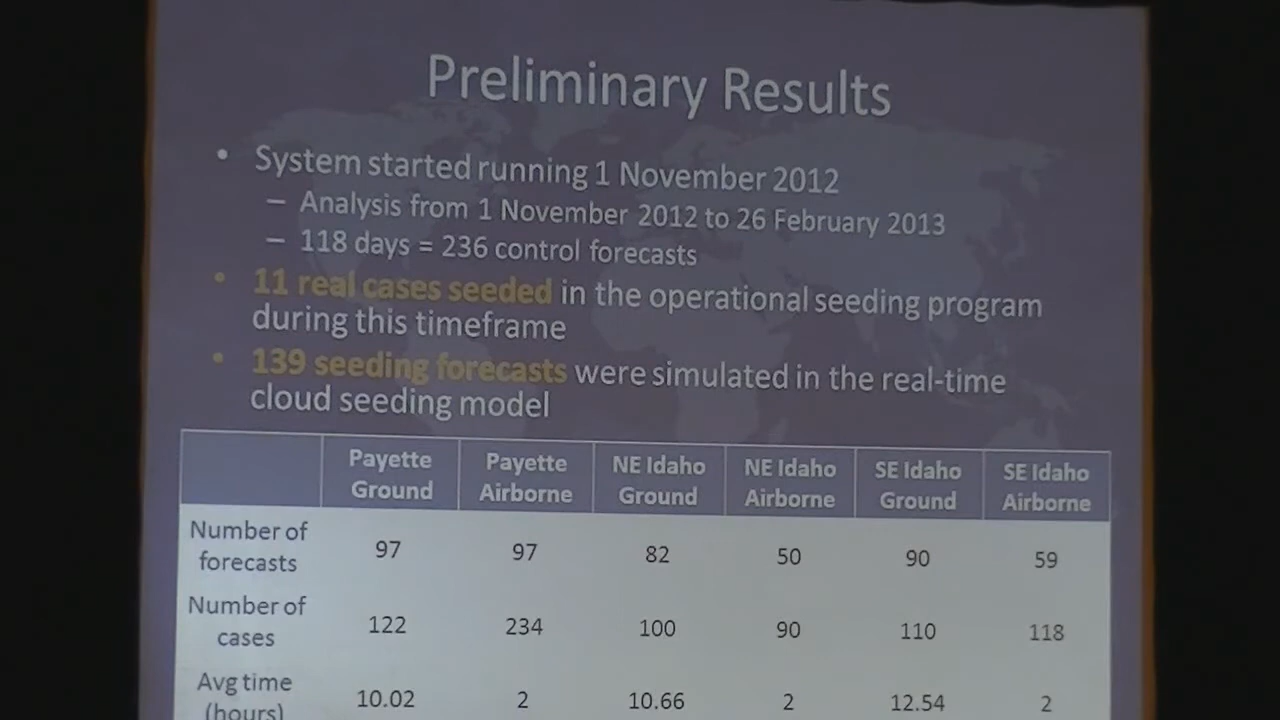 Preliminary Results
• System started running 1 November 2012
– Analysis from 1 November 2012 to 26 February 2013
– 118 days = 236 control forecasts
• 11 real cases seeded in the operational seeding program
during this timeframe
• 139 seeding forecasts were simulated in the real-time
cloud seeding model
Payette Ground Payette Airborne NE Idaho Ground NE Idaho Airborne SE Idaho Ground SE Idaho Airborne
Number of forecasts 97 97 82 50 90 59
Number of cases 122 234 100 90 110 118
Avg time (hours) 10.02 2 10.66 2 12.54 2